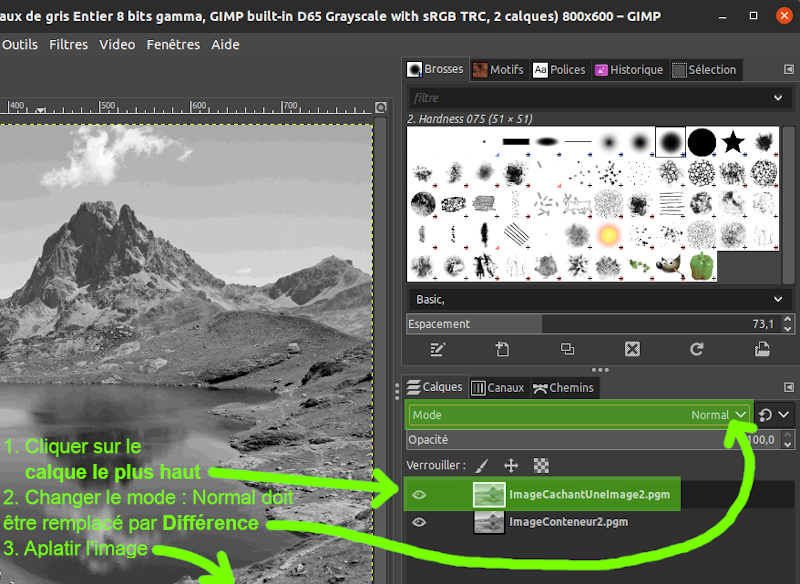 aux de gris Entier 8 bits gamma, GIMP built-in D65 Grayscale with sRGB TRC, 2 calques) 800x600 – GIMP
Outils Filtres Video Fenêtres Aide
Brosses Motifs Aa Polices Historique Sélection
filtre
400 500 600 700
2. Hardness 075 (51 × 51)
Basic,
Espacement 73,1
Calques Canaux Chemins
Mode Normal
Opacité 100,0
Verrouiller :
1. Cliquer sur le
calque le plus haut
ImageCachantUneImage2.pgm
2. Changer le mode : Normal doit
être remplacé par Différence
ImageConteneur2.pgm
3. Aplatir l'image